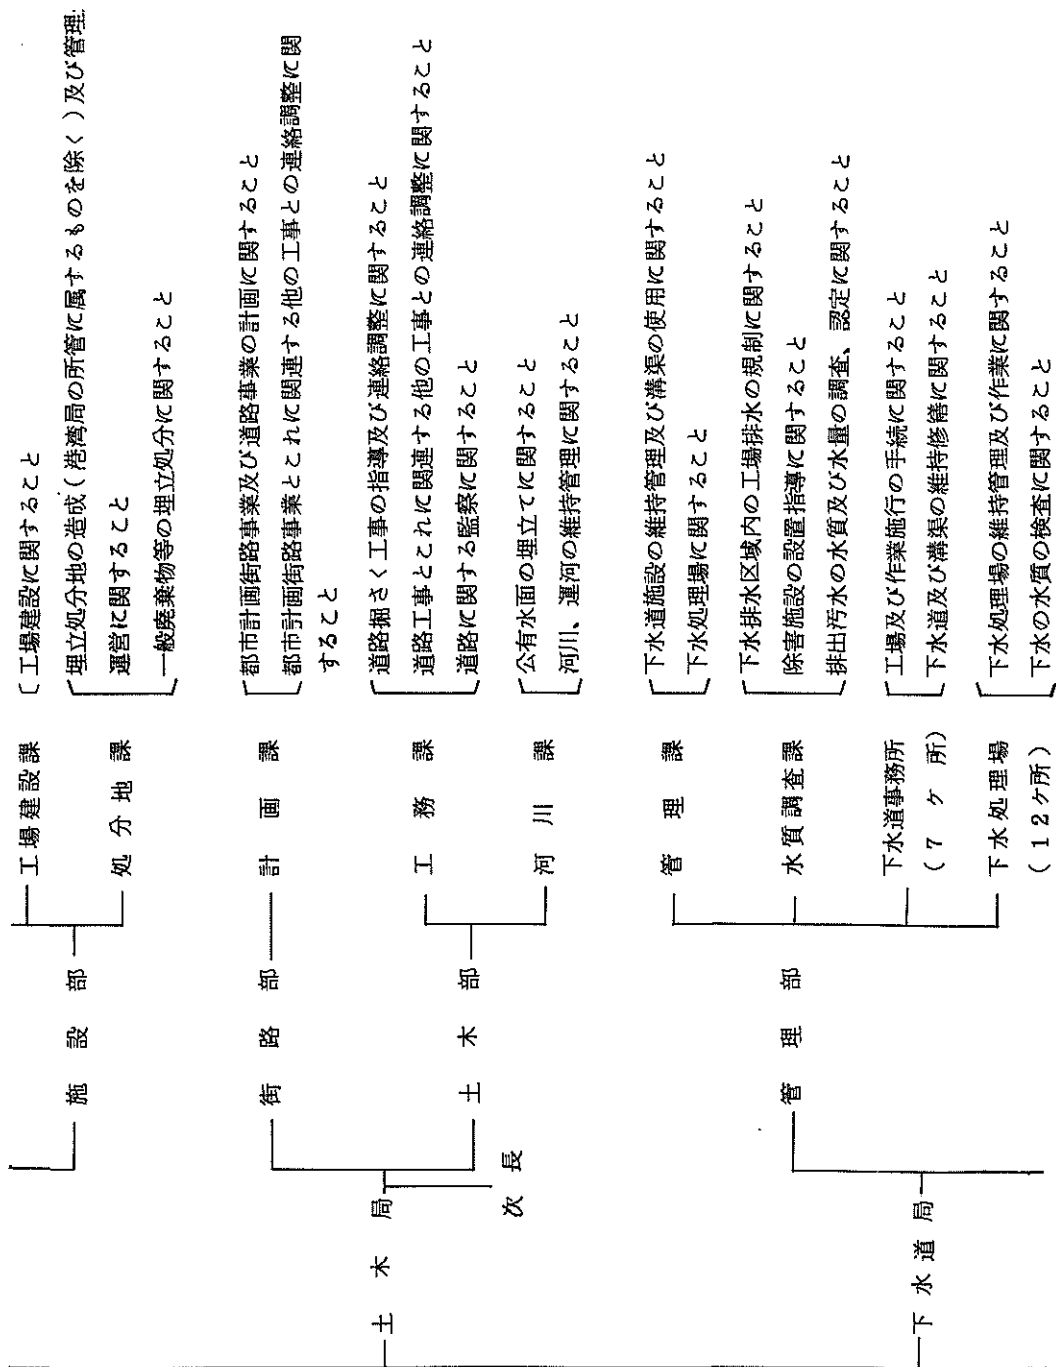 施設部
工場建設課
工場建設に関すること
処分地課
埋立処分地の造成(港湾局の所管に属するものを除く)及び管理
運営に関すること
一般廃棄物等の埋立処分に関すること
土木局
次長
街路部
計画課
都市計画街路事業及び道路事業の計画に関すること
都市計画街路事業とこれに関連する他の工事との連絡調整に関
すること
土木部
工務課
道路掘さく工事の指導及び連絡調整に関すること
道路工事とこれに関連する他の工事との連絡調整に関すること
道路に関する監察に関すること
河川課
公有水面の埋立てに関すること
河川、運河の維持管理に関すること
下水道局
管理部
管理課
下水道施設の維持管理及び溝渠の使用に関すること
下水処理場に関すること
水質調査課
下水排水区域内の工場排水の規制に関すること
除害施設の設置指導に関すること
排出汚水の水質及び水量の調査、認定に関すること
下水道事務所
(7ヶ所)
工場及び作業施行の手続に関すること
下水道及び溝渠の維持修繕に関すること
下水処理場
(12ヶ所)
下水処理場の維持管理及び作業に関すること
下水の水質の検査に関すること